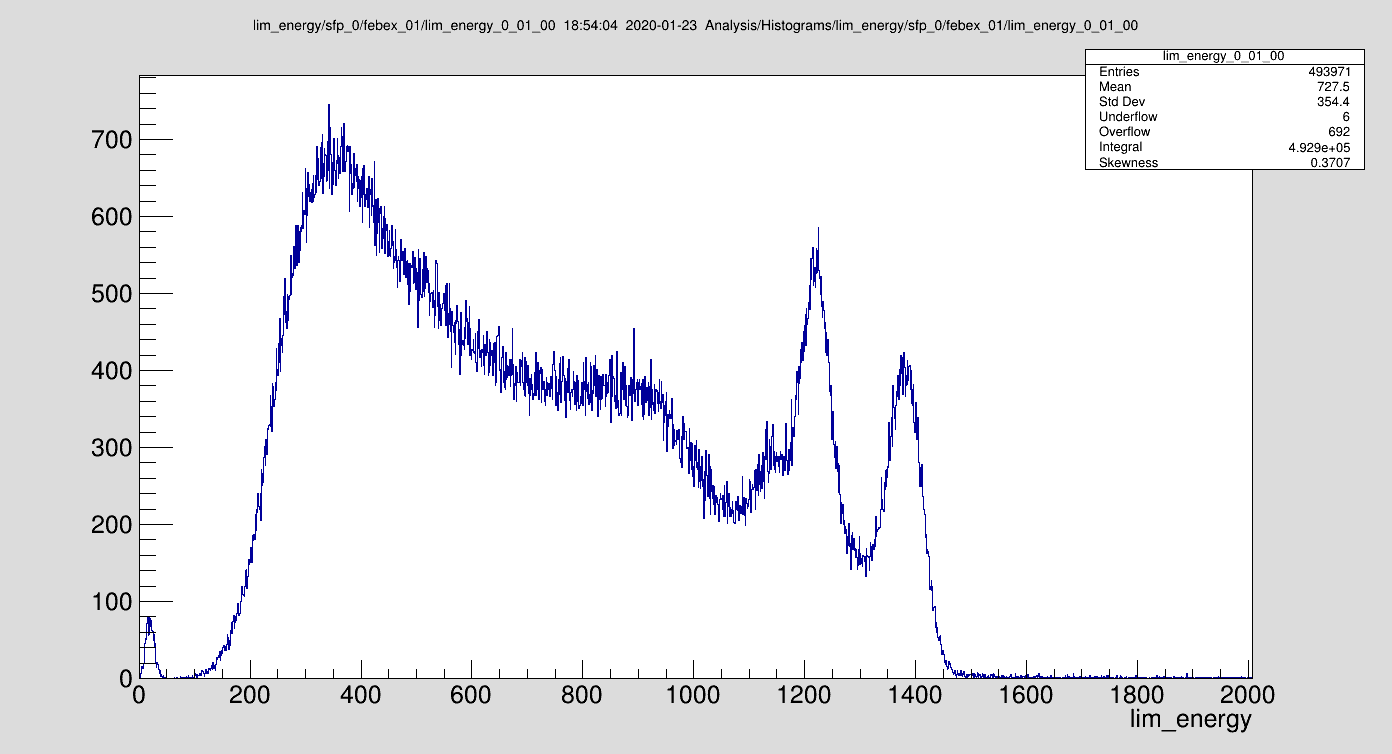 lim_energy/sfp_0/febex_01/lim_energy_0_01_00 18:54:04 2020-01-23 Analysis/Histograms/lim_energy/sfp_0/febex_01/lim_energy_0_01_00
lim_energy_0_01_00
Entries 493971
Mean 727.5
Std Dev 354.4
Underflow 6
Overflow 692
Integral 4.929e+05
Skewness 0.3707
700
600
500
400
300
200
100
0
0 200 400 600 800 1000 1200 1400 1600 1800 2000
lim_energy